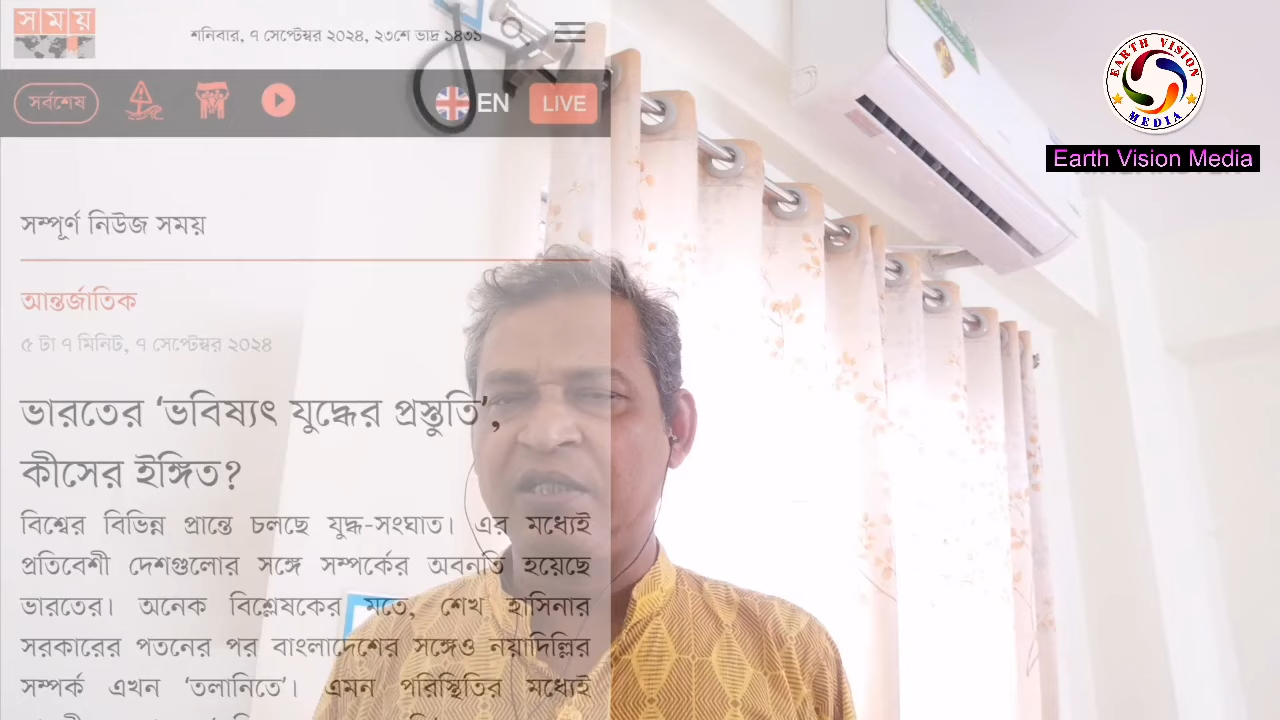 সময়
শনিবার, ৭ সেপ্টেম্বর ২০২৪, ২৩শে ভাদ্র ১৪৩১
সর্বশেষ
EN
LIVE
EARTH VISION
MEDIA
Earth Vision Media
সম্পূর্ণ নিউজ সময়
আন্তর্জাতিক
৫ টা ৭ মিনিট, ৭ সেপ্টেম্বর ২০২৪
ভারতের ‘ভবিষ্যৎ যুদ্ধের প্রস্তুতি’,
কীসের ইঙ্গিত?
বিশ্বের বিভিন্ন প্রান্তে চলছে যুদ্ধ-সংঘাত। এর মধ্যেই
প্রতিবেশী দেশগুলোর সঙ্গে সম্পর্কের অবনতি হয়েছে
ভারতের। অনেক বিশ্লেষকের মতে, শেখ হাসিনার
সরকারের পতনের পর বাংলাদেশের সঙ্গেও নয়াদিল্লির
সম্পর্ক এখন ‘তলানিতে’। এমন পরিস্থিতির মধ্যেই